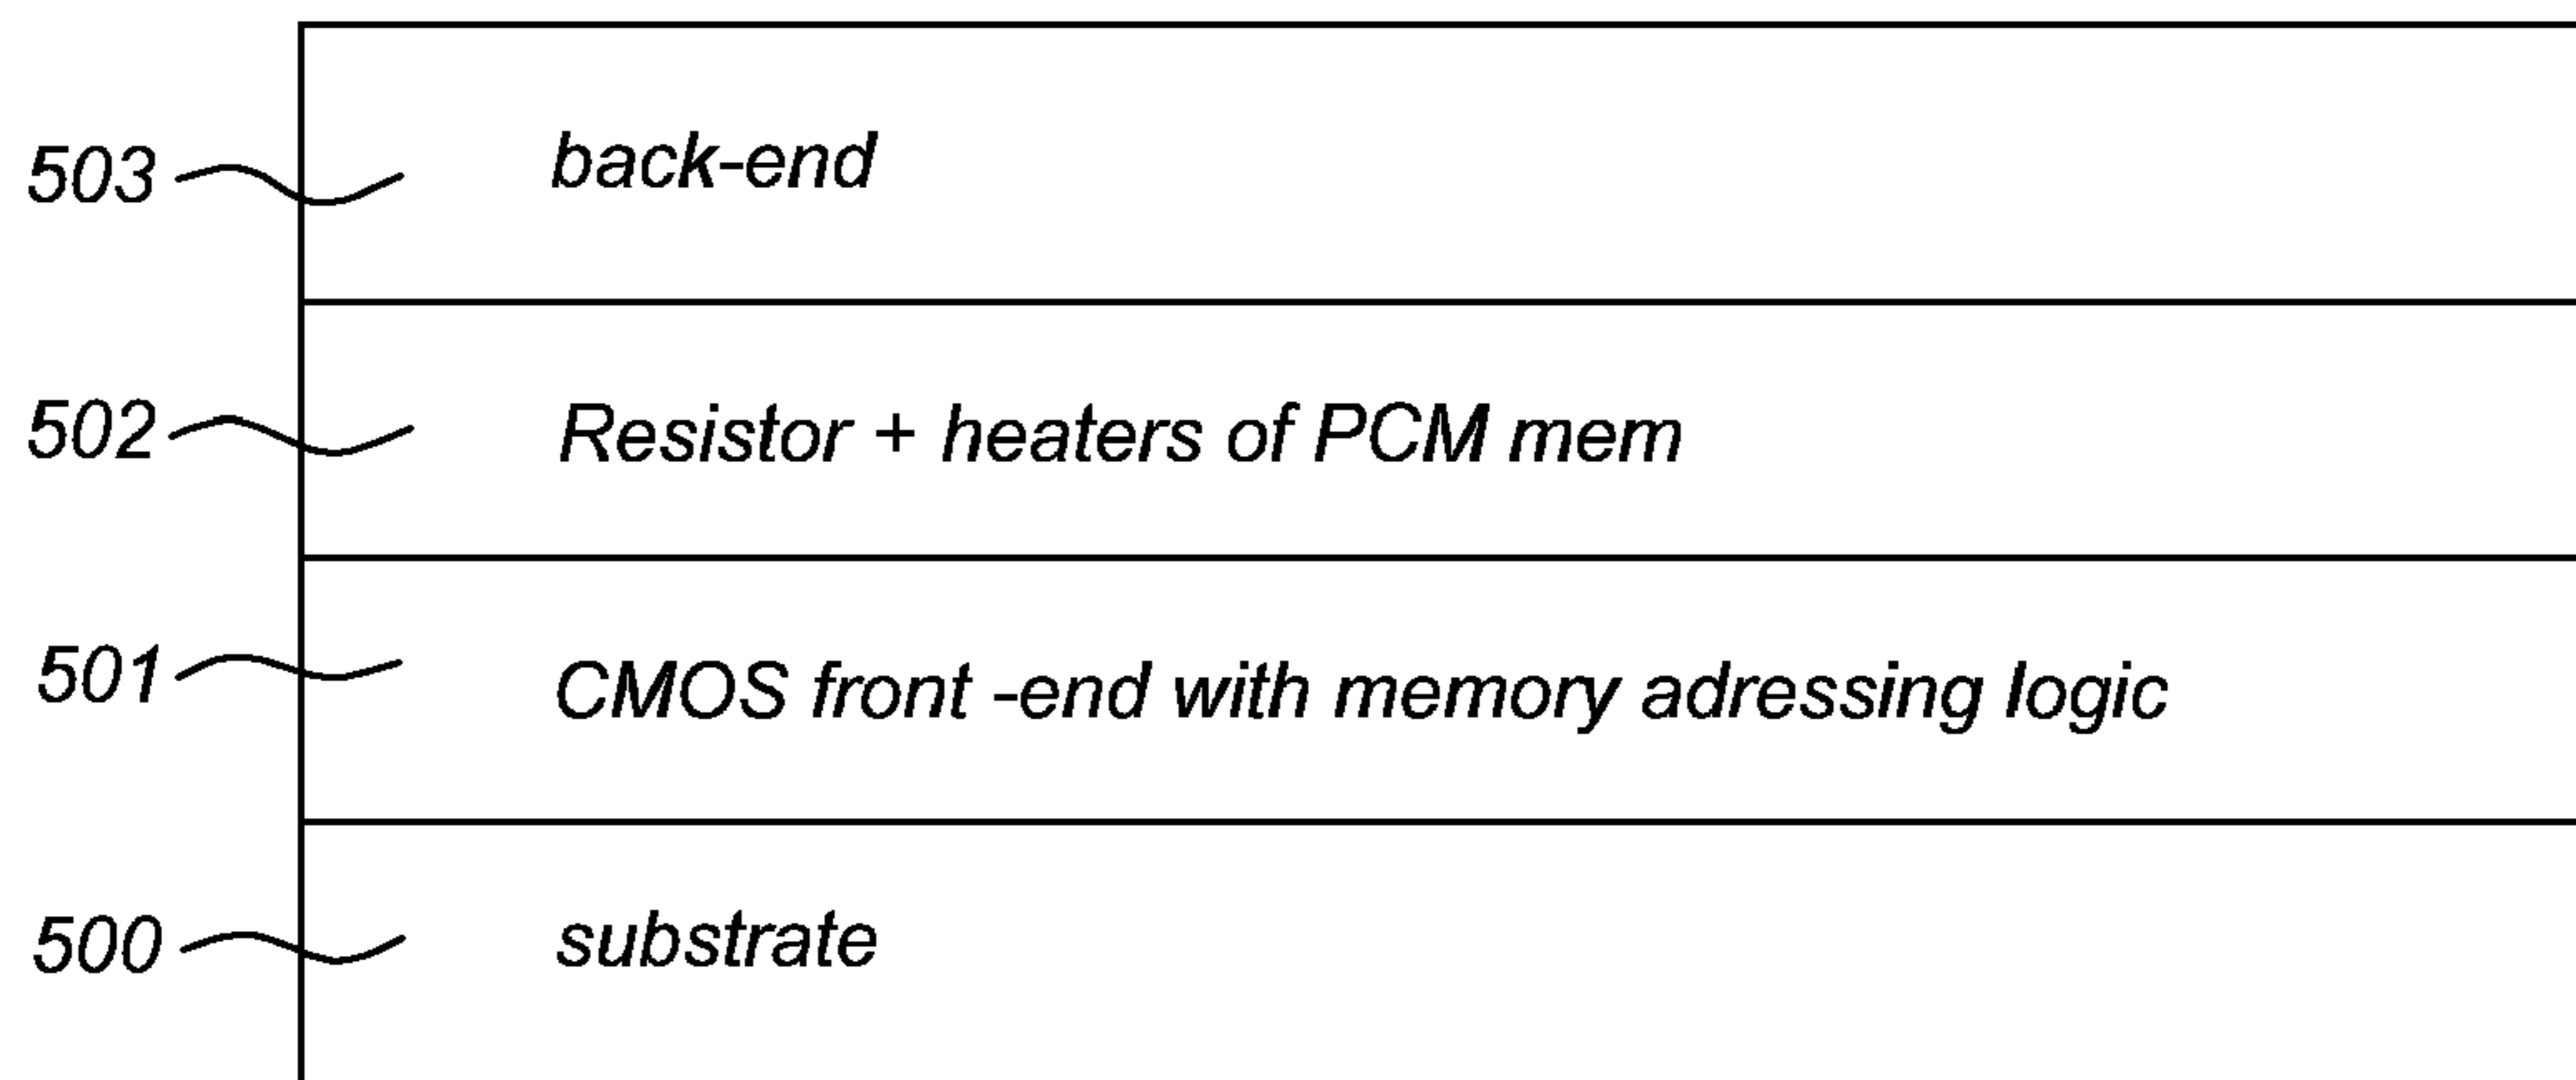 503 back-end
502 Resistor + heaters of PCM mem
501 CMOS front -end with memory adressing logic
500 substrate